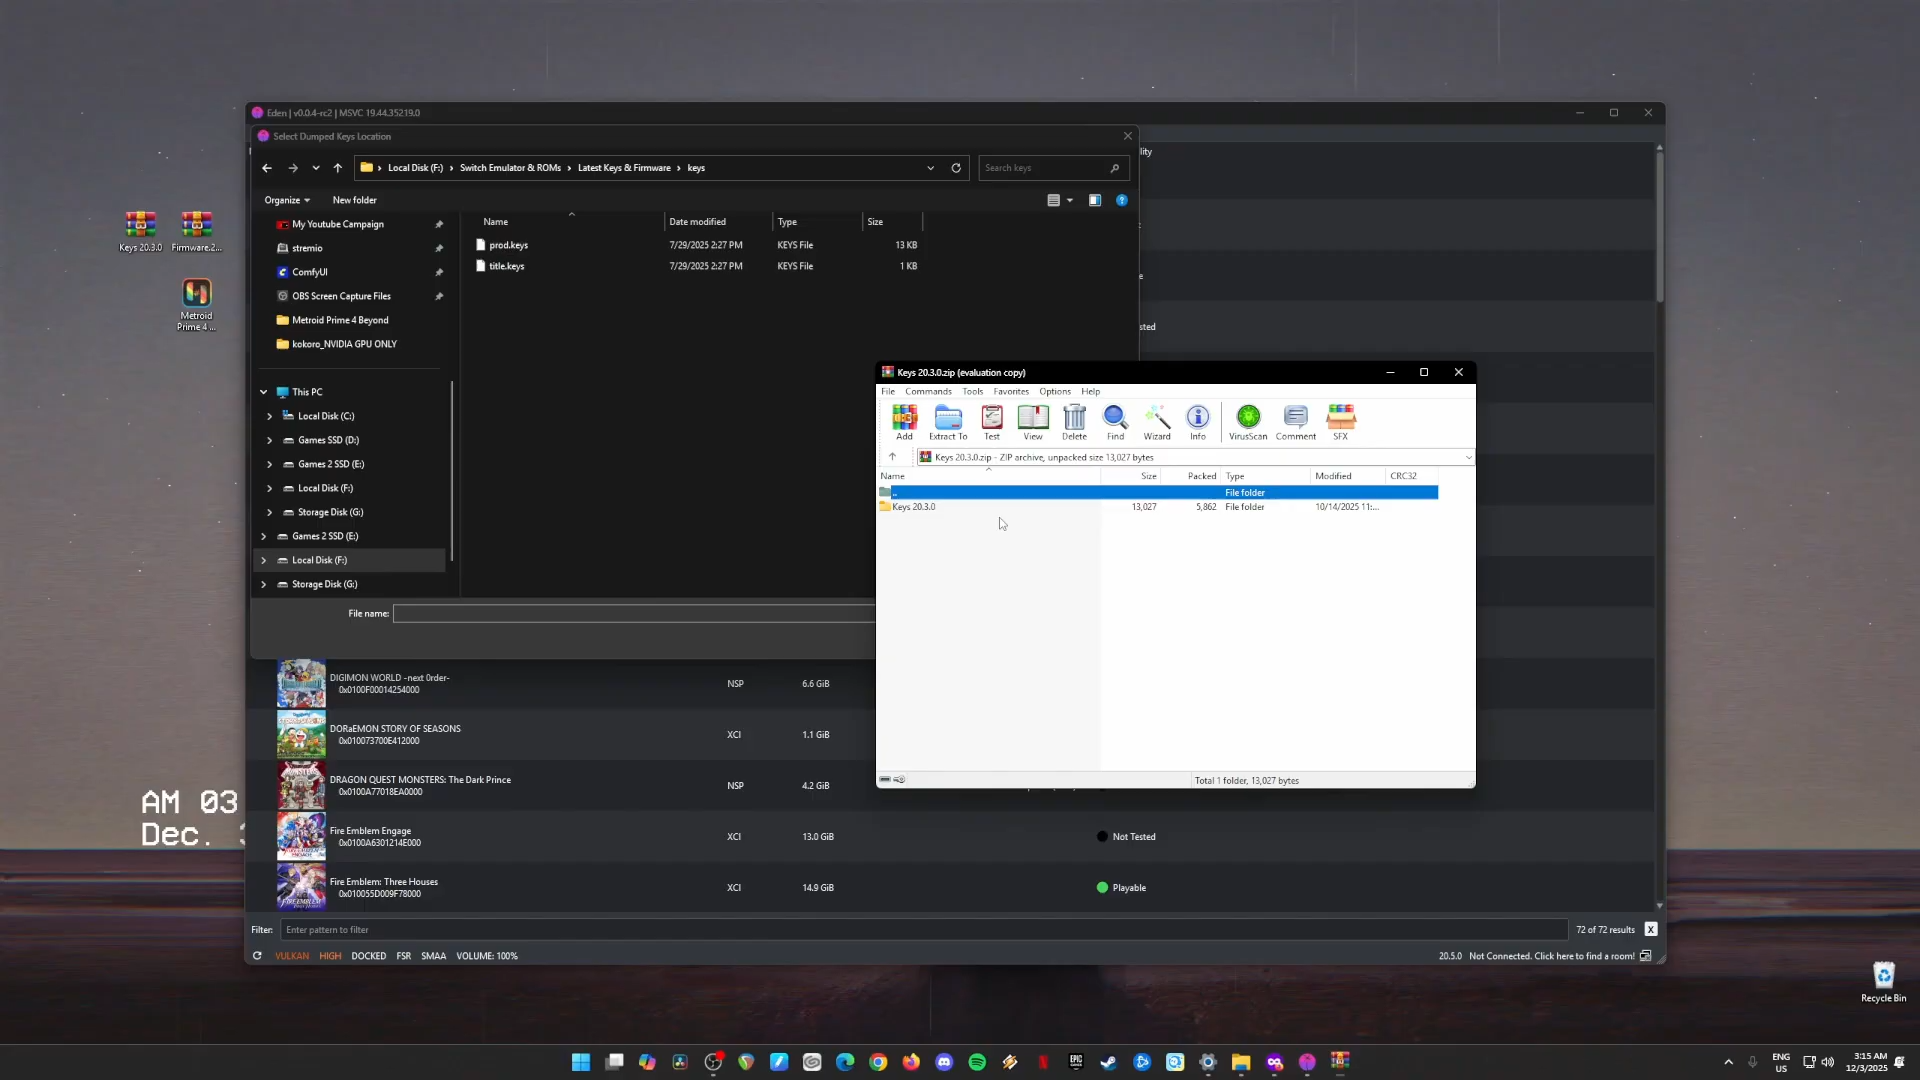 Eden | v0.0.4-rc2 | MSVC 19.44.35219.0
Select Dumped Keys Location
Local Disk (F:) › Switch Emulator & ROMs › Latest Keys & Firmware › keys
Search keys
Organize
New folder
Name Date modified Type Size
prod.keys 7/29/2025 2:27 PM KEYS File 13 KB
title.keys 7/29/2025 2:27 PM KEYS File 1 KB
My Youtube Campaign
stremio
ComfyUI
OBS Screen Capture Files
Metroid Prime 4 Beyond
kokoro_NVIDIA GPU ONLY
This PC
Local Disk (C:)
Games SSD (D:)
Games 2 SSD (E:)
Local Disk (F:)
Storage Disk (G:)
Games 2 SSD (E:)
Local Disk (F:)
Storage Disk (G:)
File name:
lity
e
sted
Keys 20.3.0
Firmware.2...
Metroid
Prime 4 ...
Keys 20.3.0.zip (evaluation copy)
File Commands Tools Favorites Options Help
Add Extract To Test View Delete Find Wizard Info VirusScan Comment SFX
Keys 20.3.0.zip - ZIP archive, unpacked size 13,027 bytes
Name Size Packed Type Modified CRC32
.. File folder
Keys 20.3.0 13,027 5,862 File folder 10/14/2025 11:...
Total 1 folder, 13,027 bytes
DIGIMON WORLD -next 0rder- NSP 6.6 GiB
0x0100F00014254000
DORaEMON STORY OF SEASONS XCI 1.1 GiB
0x010073700E412000
DRAGON QUEST MONSTERS: The Dark Prince NSP 4.2 GiB
0x0100A77018EA0000
Fire Emblem Engage XCI 13.0 GiB Not Tested
0x0100A6301214E000
Fire Emblem: Three Houses XCI 14.9 GiB Playable
0x010055D009F78000
AM 03
Dec.
Filter: Enter pattern to filter 72 of 72 results X
VULKAN HIGH DOCKED FSR SMAA VOLUME: 100% 20.5.0 Not Connected. Click here to find a room!
Recycle Bin
ENG
US
3:15 AM
12/3/2025